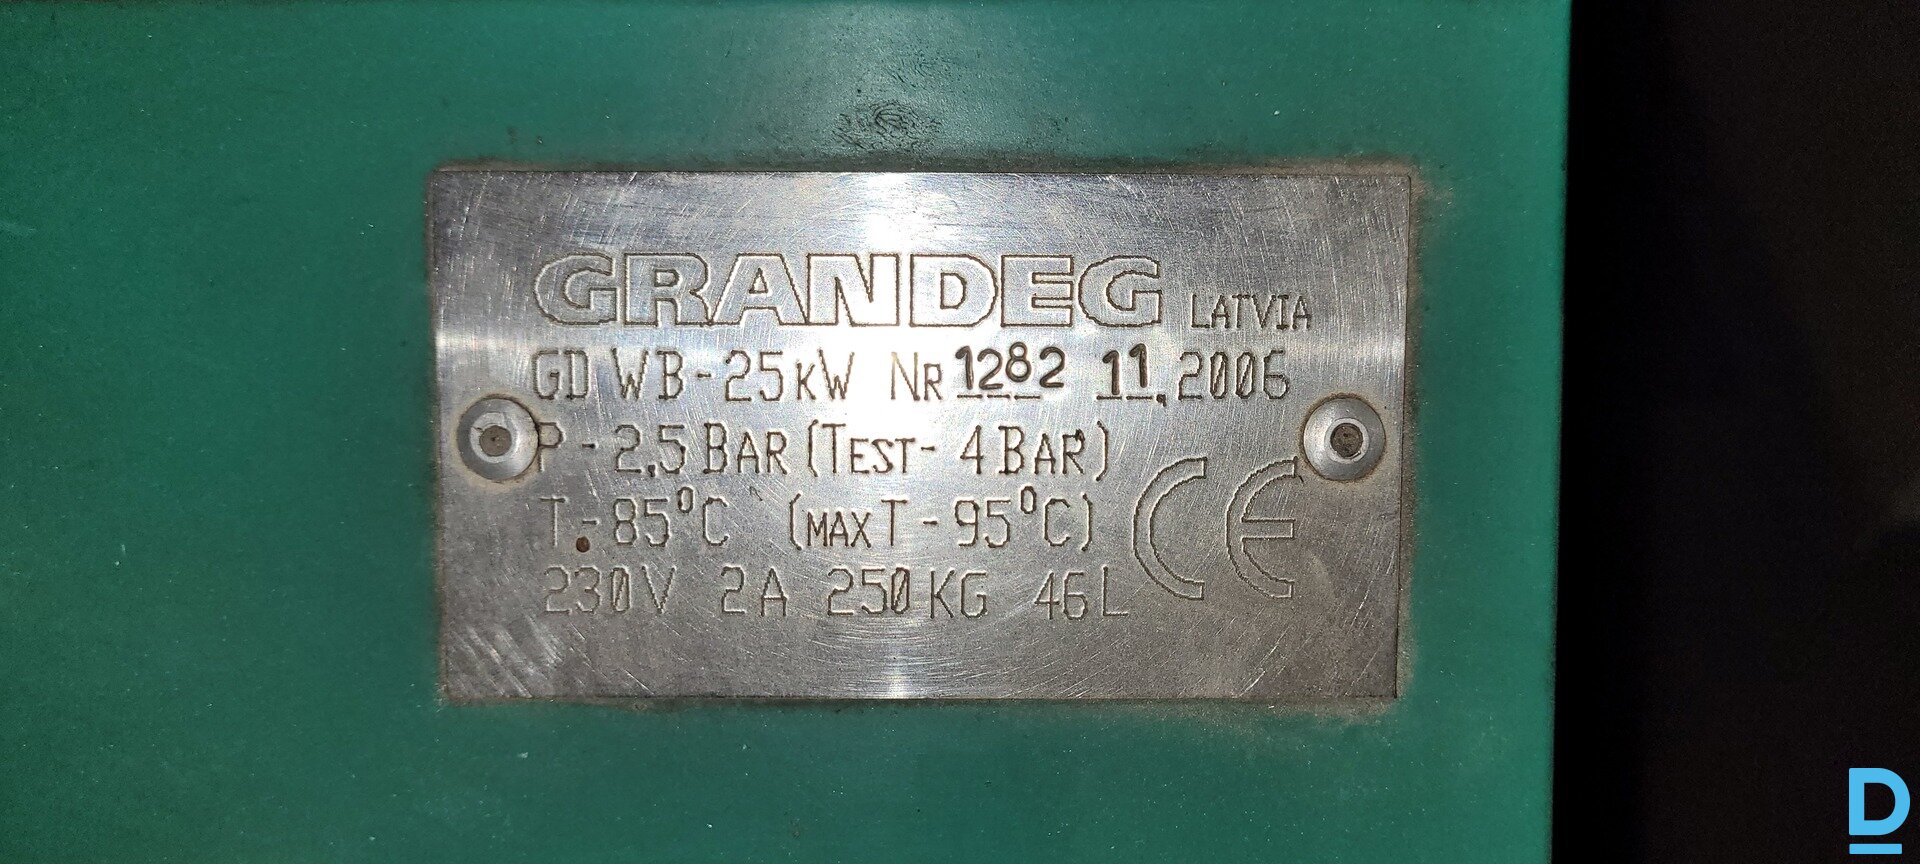 GRANDEG LATVIA
GD WB-25KW NR 1282 11.2006
P-2,5 BAR (TEST-4 BAR)
T-85°C (MAX T-95°C)
230V 2A 250KG 46L
CE
D